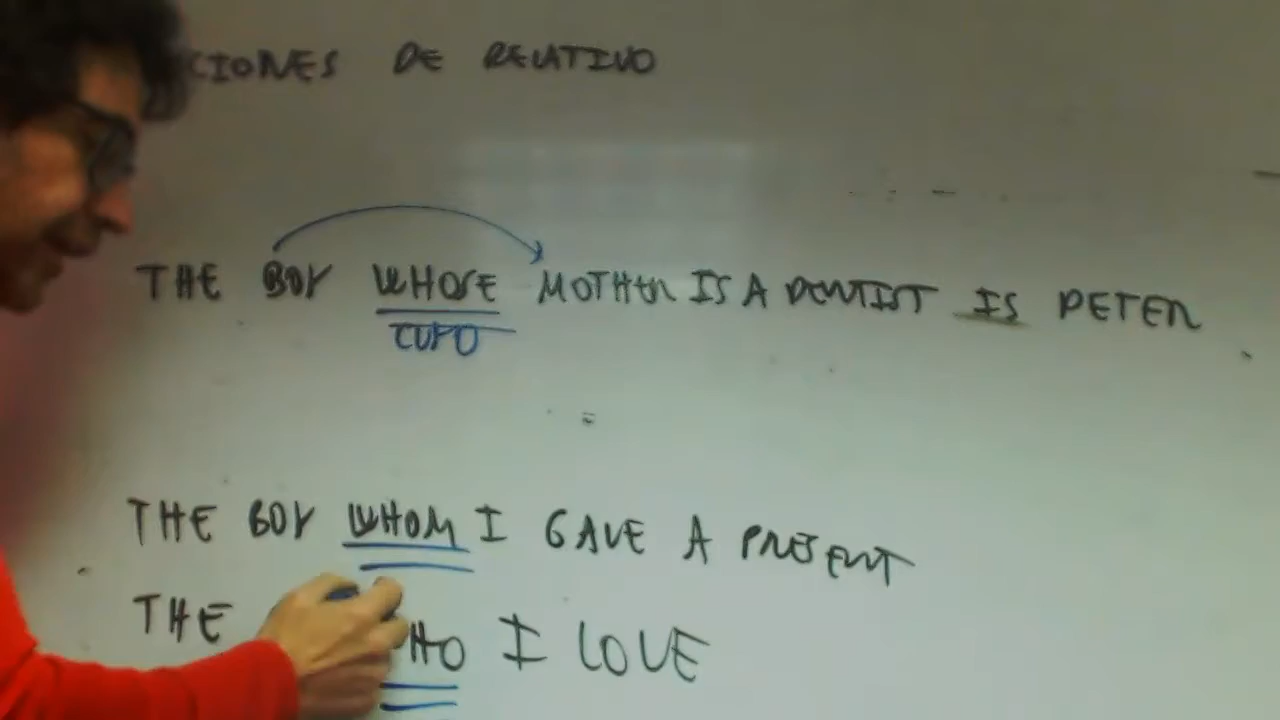 CIONES DE RELATIVO
THE BOY WHOSE MOTHER IS A DENTIST IS PETER
CUYO
THE BOY WHOM I GAVE A PRESENT
THE HO I LOVE